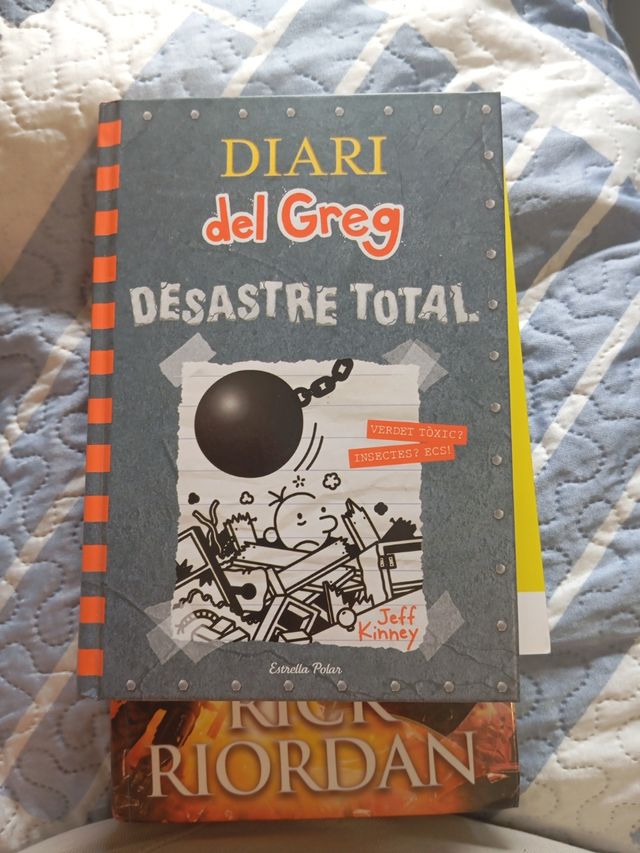 DIARI
del Greg
DESASTRE TOTAL
VERDET TÒXIC?
INSECTES? ECS!
Jeff
Kinney
Estrella Polar
RICK
RIORDAN